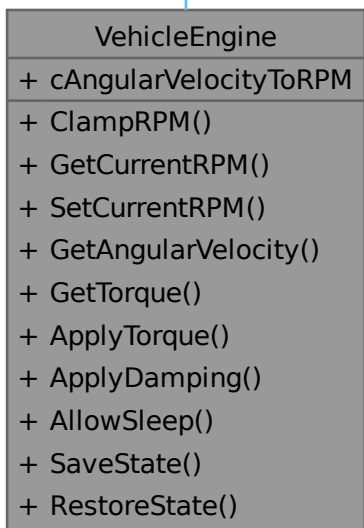 VehicleEngine
+ cAngularVelocityToRPM
+ ClampRPM()
+ GetCurrentRPM()
+ SetCurrentRPM()
+ GetAngularVelocity()
+ GetTorque()
+ ApplyTorque()
+ ApplyDamping()
+ AllowSleep()
+ SaveState()
+ RestoreState()